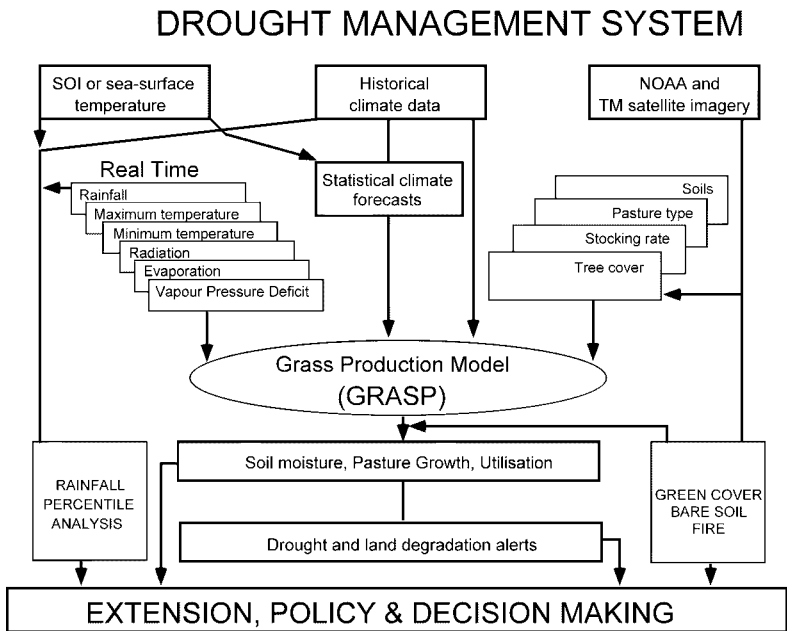 DROUGHT MANAGEMENT SYSTEM
SOI or sea-surface
temperature
Historical
climate data
NOAA and
TM satellite imagery
Real Time
Rainfall
Maximum temperature
Minimum temperature
Radiation
Evaporation
Vapour Pressure Deficit
Statistical climate
forecasts
Soils
Pasture type
Stocking rate
Tree cover
Grass Production Model
(GRASP)
Soil moisture, Pasture Growth, Utilisation
RAINFALL
PERCENTILE
ANALYSIS
GREEN COVER
BARE SOIL
FIRE
Drought and land degradation alerts
EXTENSION, POLICY & DECISION MAKING